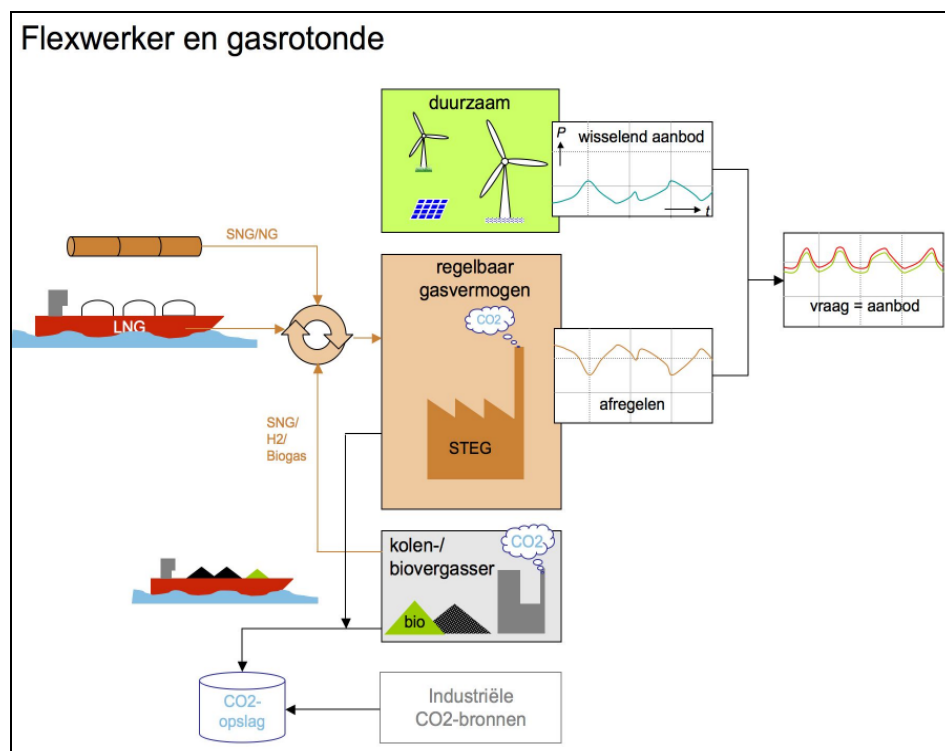 Flexwerker en gasrotonde
duurzaam
P
wisselend aanbod
t
SNG/NG
LNG
regelbaar
gasvermogen
CO2
STEG
vraag = aanbod
afregelen
SNG/
H2/
Biogas
kolen-/
biovergasser
CO2
bio
CO2-
opslag
Industriële
CO2-bronnen